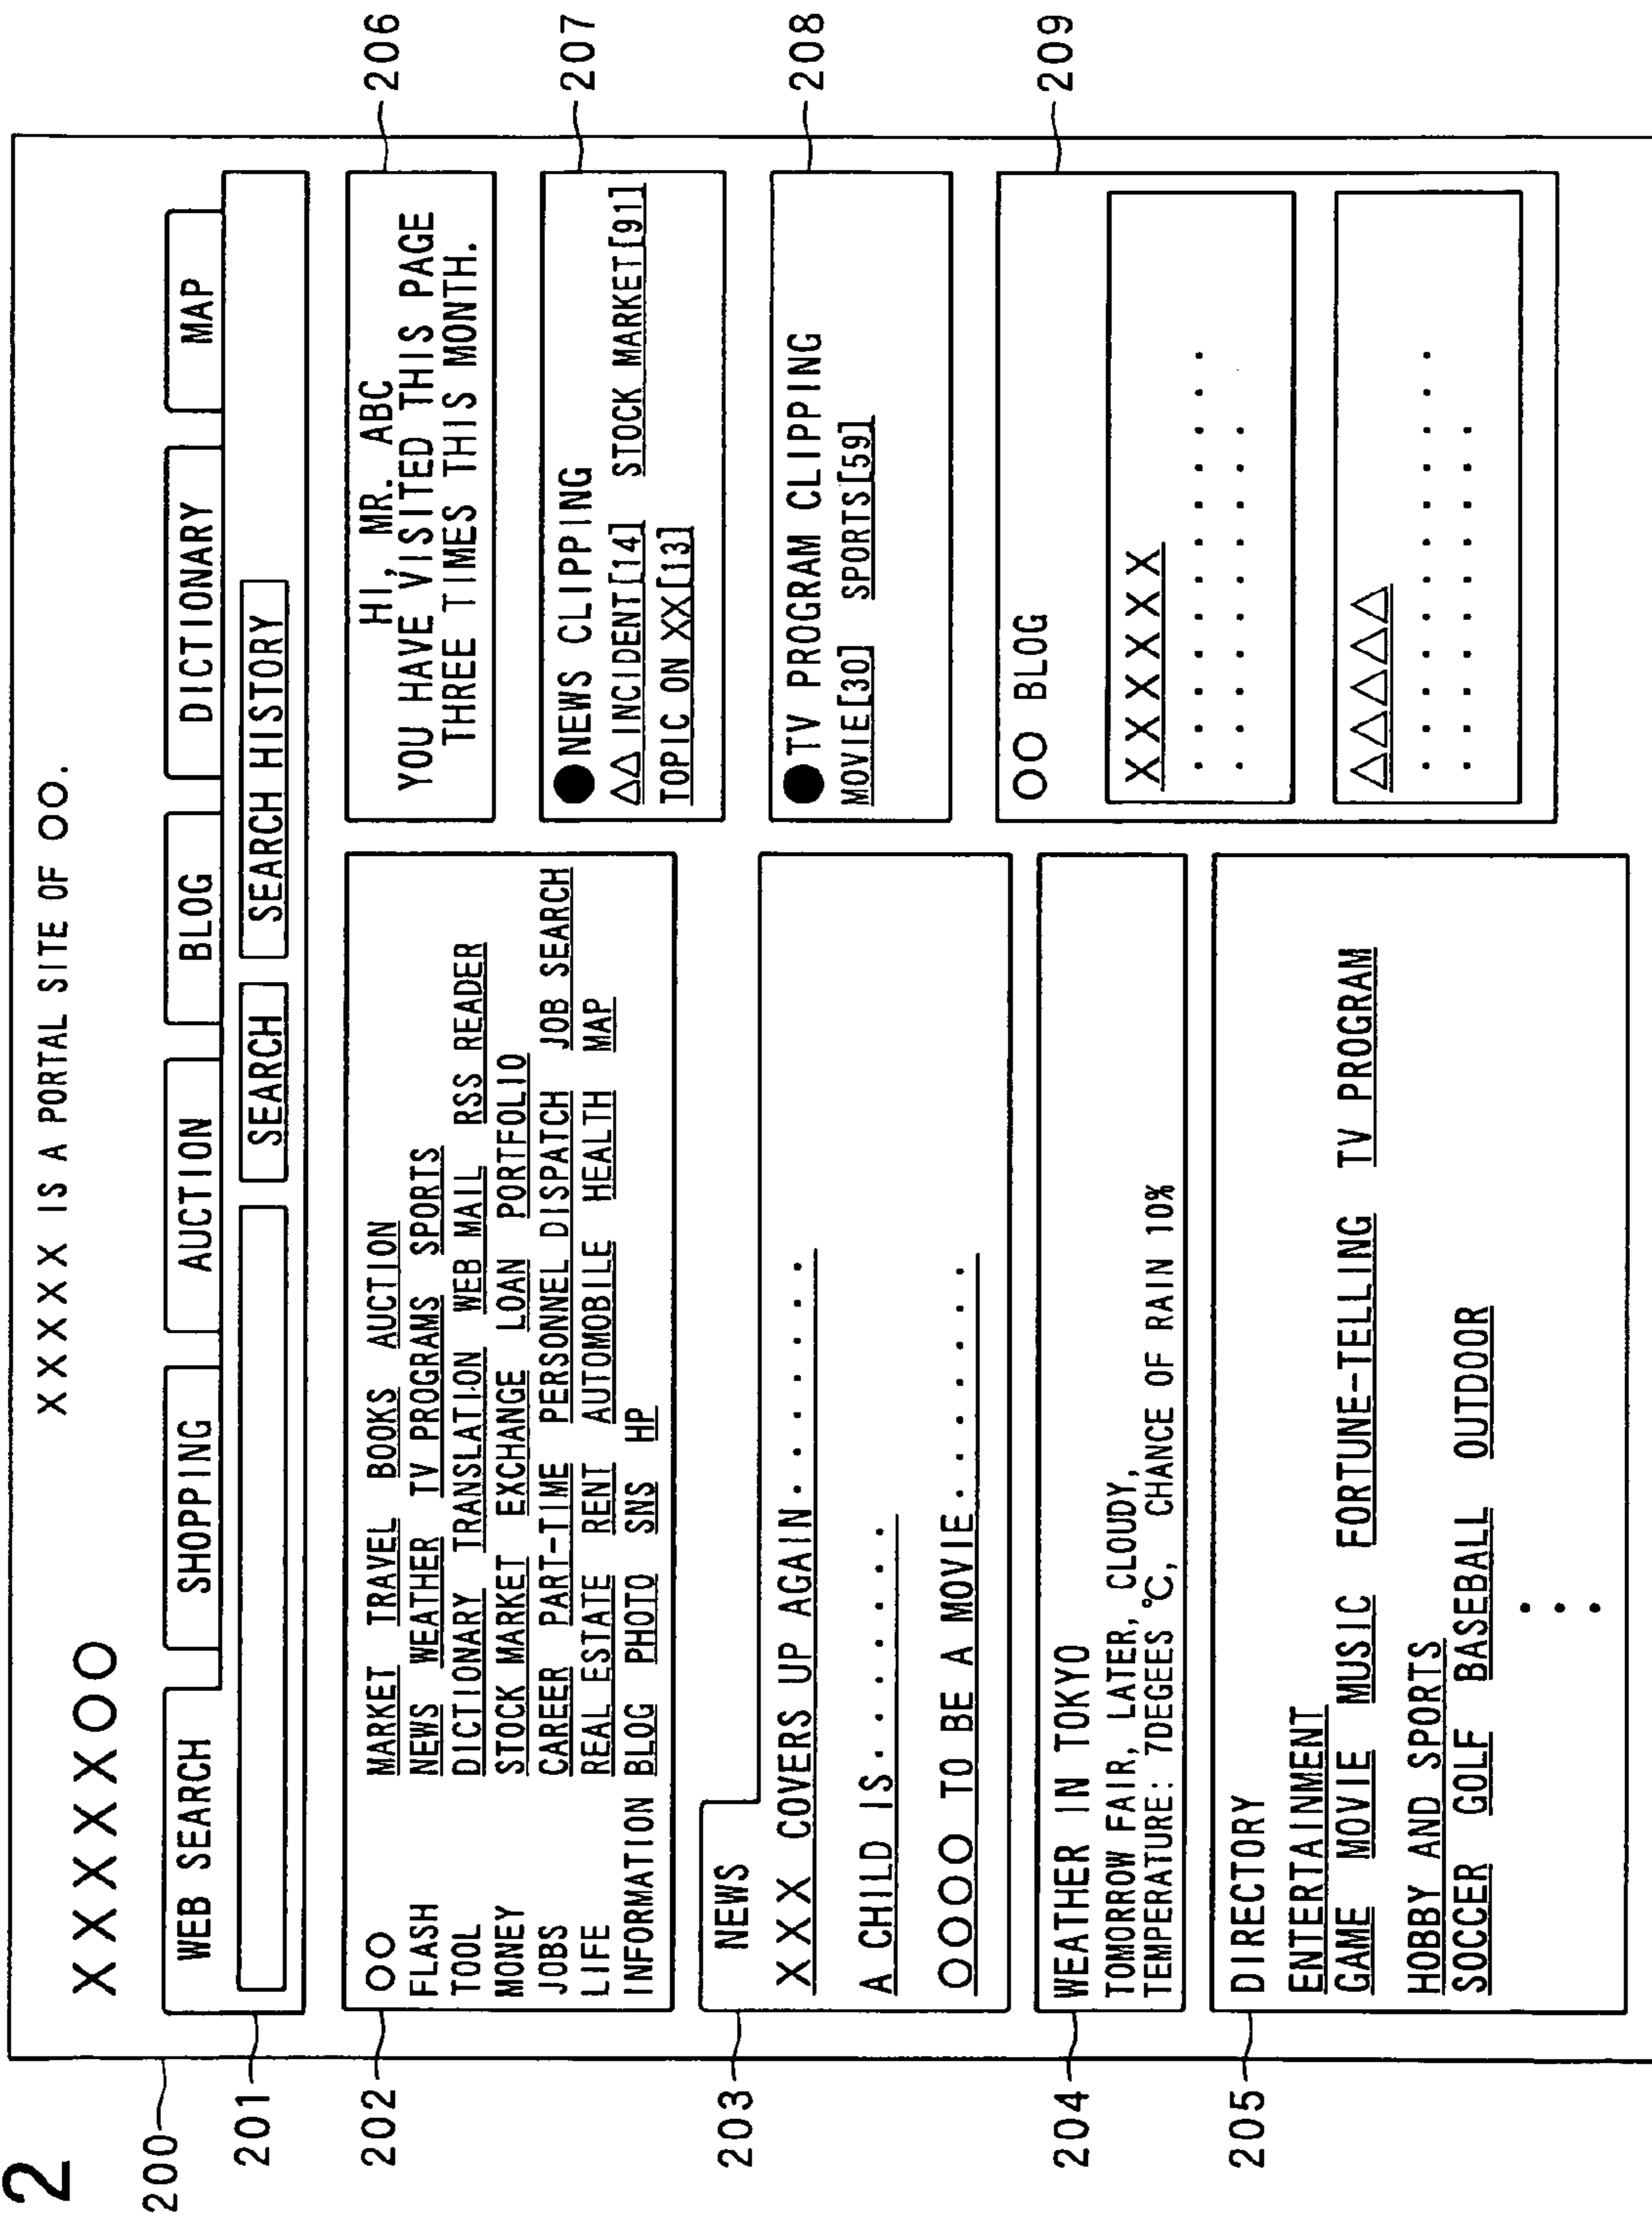 2
200
XXXXXXOO
XXXXX IS A PORTAL SITE OF OO.
WEB SEARCH SHOPPING AUCTION BLOG DICTIONARY MAP
201
SEARCH SEARCH HISTORY
202
OO MARKET TRAVEL BOOKS AUCTION
FLASH NEWS WEATHER TV PROGRAMS SPORTS
TOOL DICTIONARY TRANSLATION WEB MAIL RSS READER
MONEY STOCK MARKET EXCHANGE LOAN PORTFOLIO
JOBS CAREER PART-TIME PERSONNEL DISPATCH JOB SEARCH
LIFE REAL ESTATE RENT AUTOMOBILE HEALTH MAP
INFORMATION BLOG PHOTO SNS HP
203
NEWS
XXX COVERS UP AGAIN.......
A CHILD IS.......
OOOO TO BE A MOVIE.......
204
WEATHER IN TOKYO
TOMORROW FAIR, LATER, CLOUDY,
TEMPERATURE: 7DEGEES ℃, CHANCE OF RAIN 10%
205
DIRECTORY
ENTERTAINMENT
GAME MOVIE MUSIC FORTUNE-TELLING TV PROGRAM
HOBBY AND SPORTS
SOCCER GOLF BASEBALL OUTDOOR
206
HI, MR. ABC
YOU HAVE VISITED THIS PAGE
THREE TIMES THIS MONTH.
207
●NEWS CLIPPING
△△INCIDENT[14] STOCK MARKET[91]
TOPIC ON XX[13]
208
●TV PROGRAM CLIPPING
MOVIE[30] SPORTS[59]
209
OO BLOG
XXXXXX
............
..........
△△△△△
............
..........